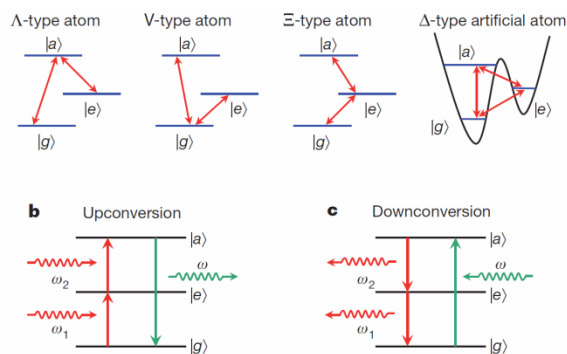 Λ-type atom V-type atom Ξ-type atom Δ-type artificial atom
|a⟩ |a⟩ |a⟩ |a⟩
|e⟩ |e⟩ |e⟩ |e⟩
|g⟩ |g⟩ |g⟩ |g⟩
b Upconversion c Downconversion
|a⟩ |a⟩
ω₂ ω ω₂ ω
|e⟩ |e⟩
ω₁ ω₁
|g⟩ |g⟩